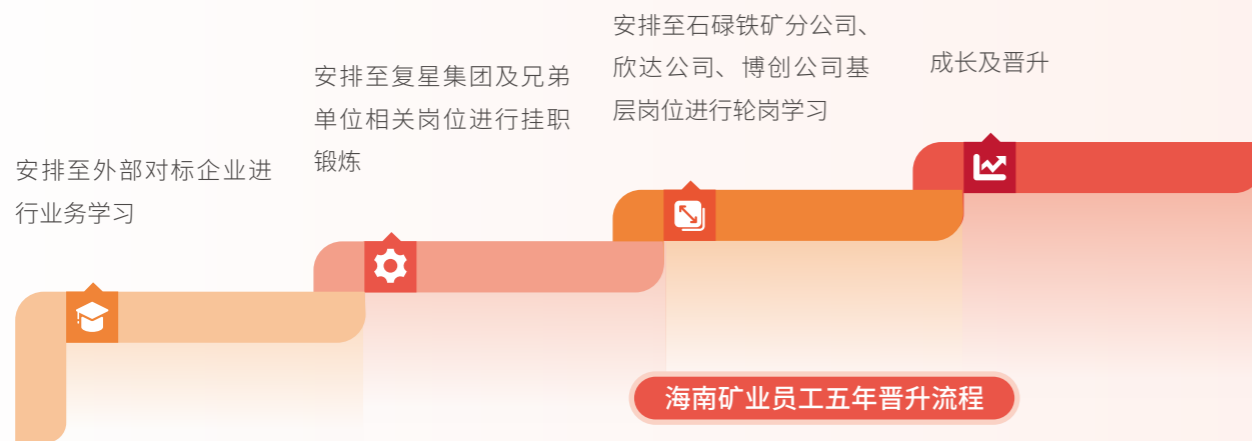 安排至外部对标企业进
行业务学习
安排至复星集团及兄弟
单位相关岗位进行挂职
锻炼
安排至石碌铁矿分公司、
欣达公司、博创公司基
层岗位进行轮岗学习
成长及晋升
海南矿业员工五年晋升流程